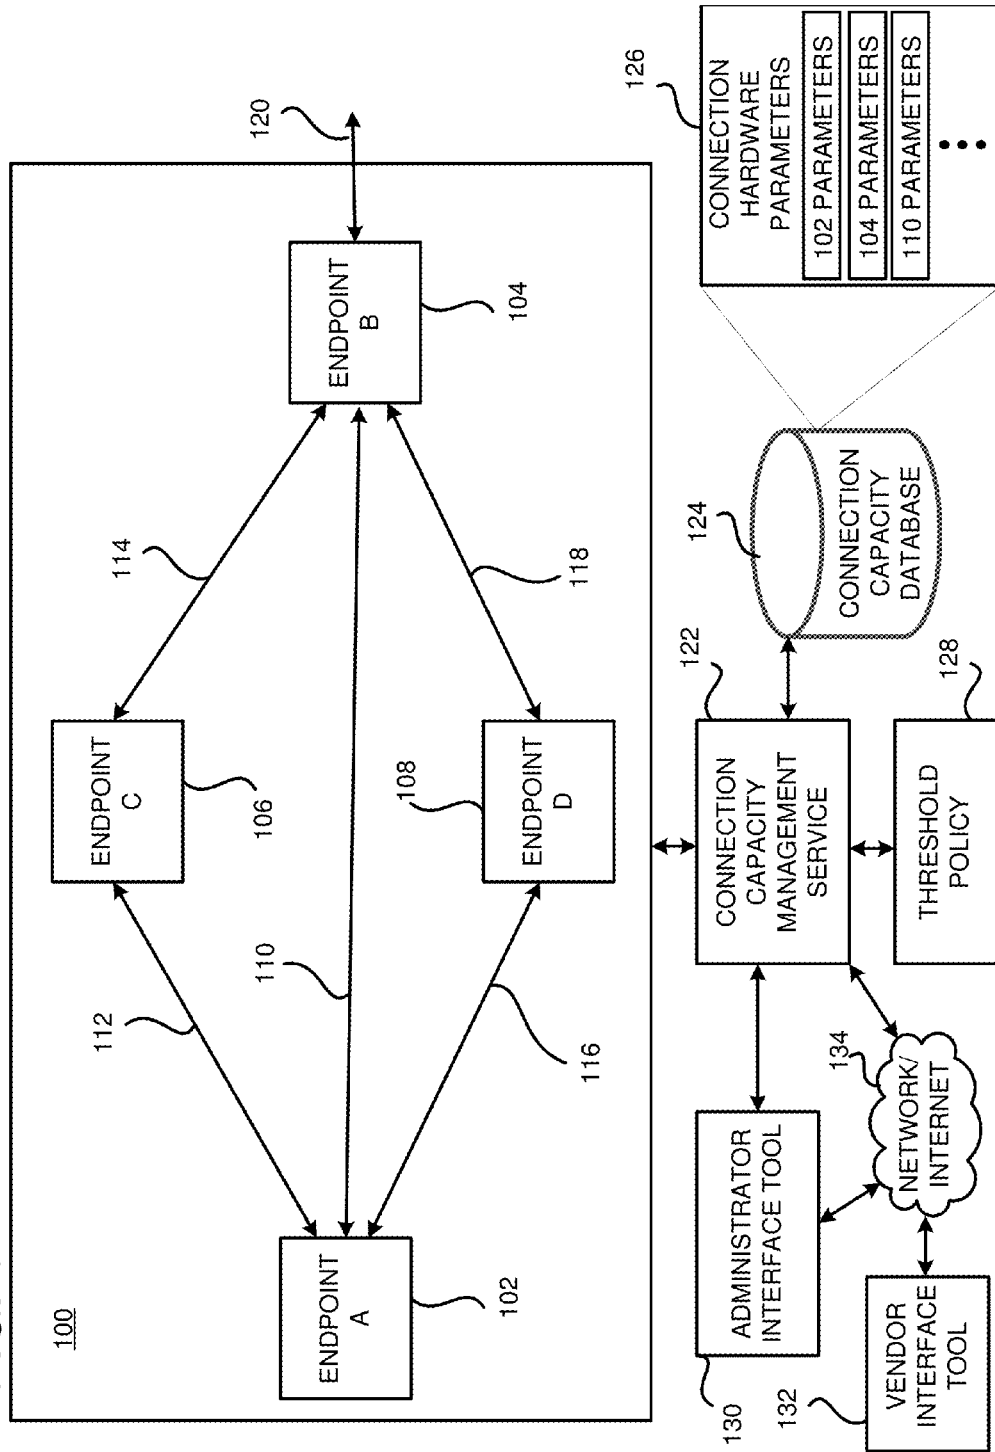 100
ENDPOINT
A
102
ENDPOINT
C
106
ENDPOINT
D
108
ENDPOINT
B
104
112
110
116
114
118
120
ADMINISTRATOR
INTERFACE TOOL
130
VENDOR
INTERFACE
TOOL
132
NETWORK/
INTERNET
134
CONNECTION
CAPACITY
MANAGEMENT
SERVICE
122
THRESHOLD
POLICY
128
CONNECTION
CAPACITY
DATABASE
124
CONNECTION
HARDWARE
PARAMETERS
102 PARAMETERS
104 PARAMETERS
110 PARAMETERS
126